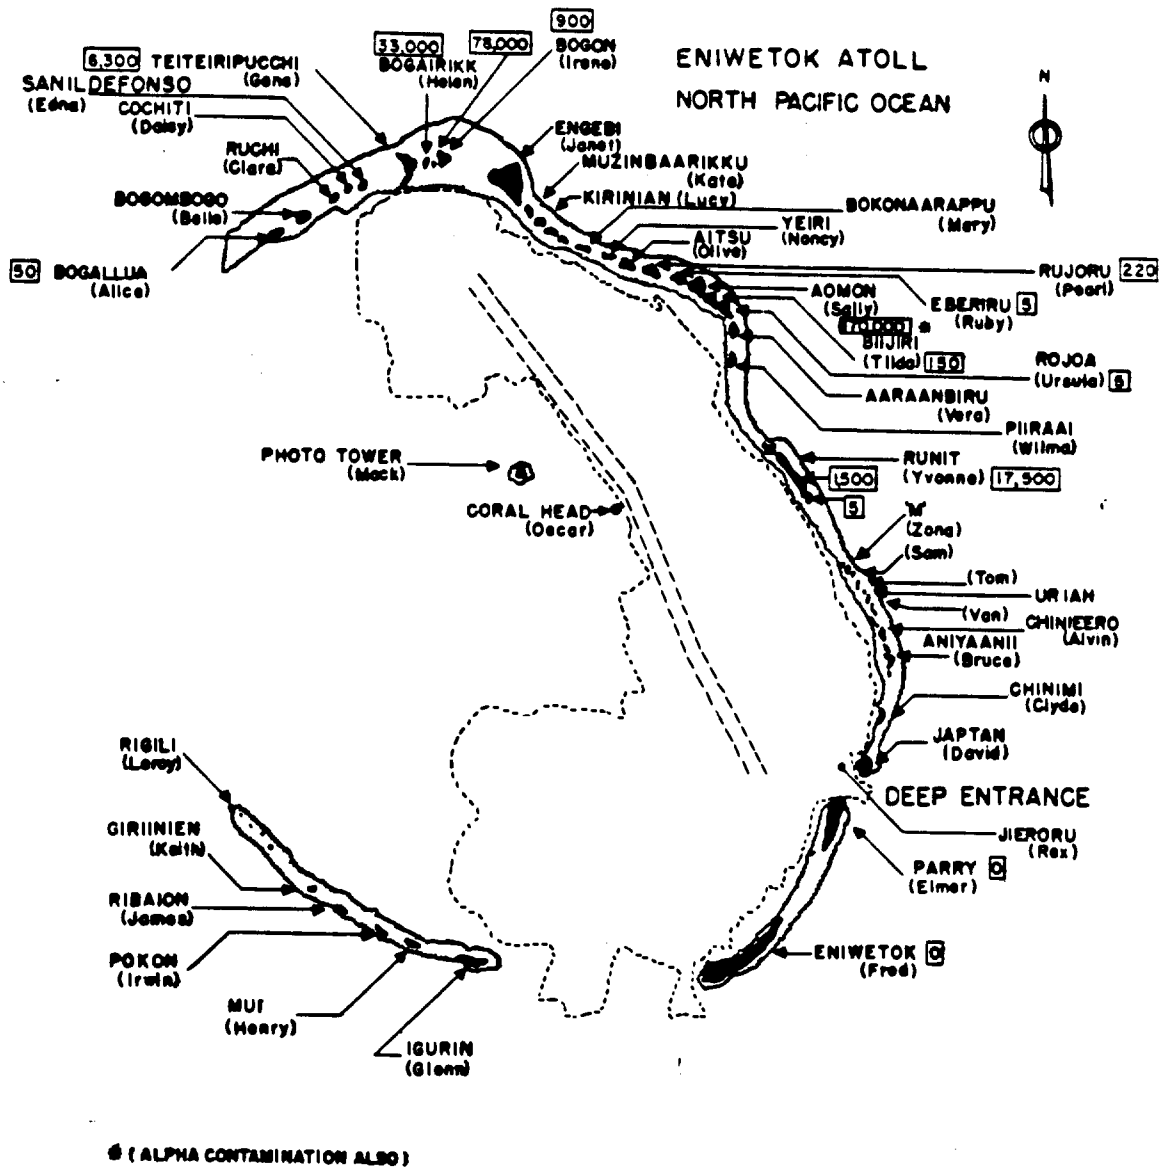 ENIWETOK ATOLL
NORTH PACIFIC OCEAN
N
900
BOGON
(Irene)
78,000
33,000
BOGAIRIKK
(Helen)
6,300 TEITEIRIPUCCHI
(Gene)
SANILDEFONSO
(Edna)
COCHITI
(Daisy)
RUCHI
(Clara)
BOGOMBOGO
(Belle)
50 BOGALLUA
(Alice)
ENGEBI
(Janet)
MUZINBAARIKKU
(Kate)
KIRINIAN (Lucy)
BOKONAARAPPU
(Mary)
YEIRI
(Nancy)
AITSU
(Olive)
RUJORU 220
(Pearl)
EBERIRU 5
(Ruby)
AOMON
(Sally)
*
BIIJIRI
(Tilda) 150
ROJOA
(Ursula) 5
AARAANBIRU
(Vera)
PIIRAAI
(Wilma)
RUNIT
(Yvonne) 17,500
1,500
5
PHOTO TOWER
(Mack)
CORAL HEAD
(Oscar)
"M"
(Zona)
(Sam)
(Tom)
URIAH
(Van)
CHINIEERO
(Alvin)
ANIYAANII
(Bruce)
CHINIMI
(Clyde)
JAPTAN
(David)
DEEP ENTRANCE
JIERORU
(Rex)
PARRY 0
(Elmer)
ENIWETOK 0
(Fred)
RIGILI
(Leroy)
GIRIINIEN
(Keith)
RIBAION
(James)
POKON
(Irwin)
MUI
(Henry)
IGURIN
(Glenn)
* (ALPHA CONTAMINATION ALSO)